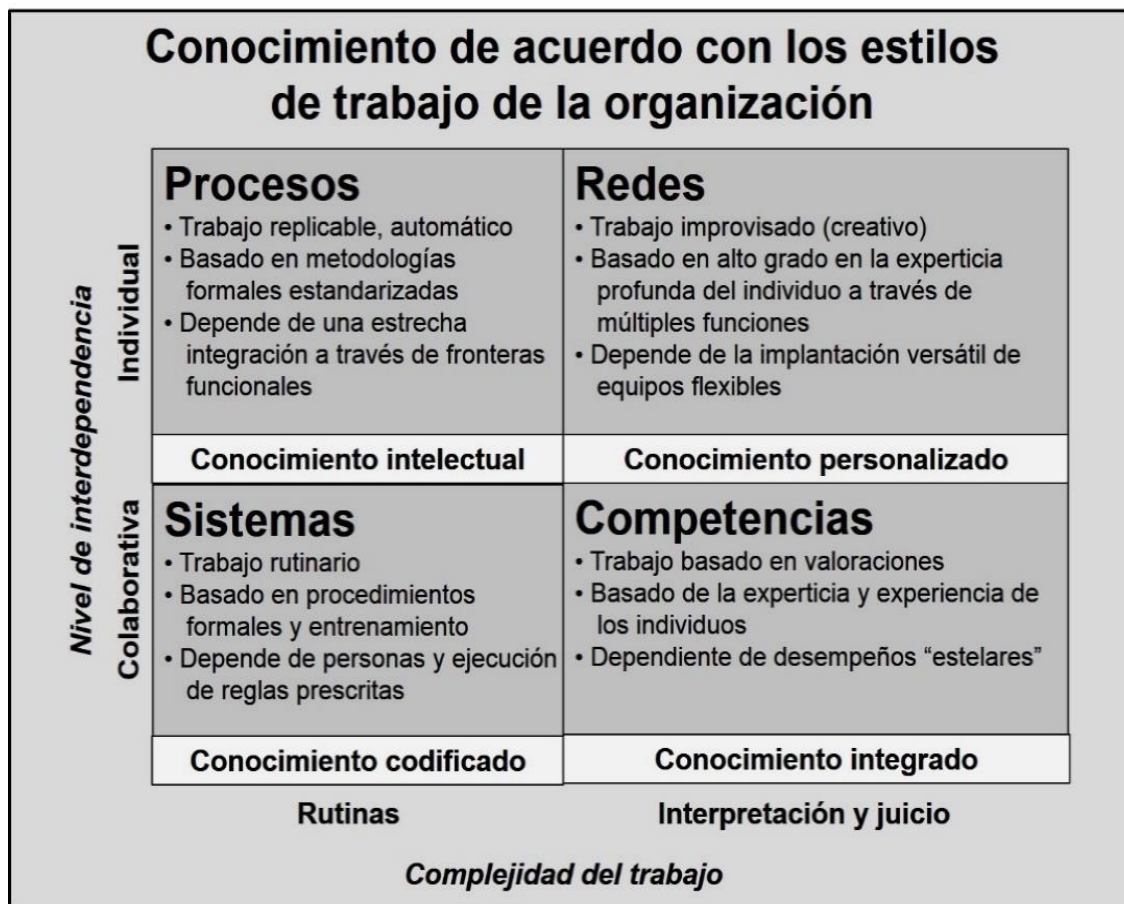 Conocimiento de acuerdo con los estilos
de trabajo de la organización
Nivel de interdependencia
Individual
Procesos
• Trabajo replicable, automático
• Basado en metodologías
formales estandarizadas
• Depende de una estrecha
integración a través de fronteras
funcionales
Conocimiento intelectual
Redes
• Trabajo improvisado (creativo)
• Basado en alto grado en la experticia
profunda del individuo a través de
múltiples funciones
• Depende de la implantación versátil de
equipos flexibles
Conocimiento personalizado
Colaborativa
Sistemas
• Trabajo rutinario
• Basado en procedimientos
formales y entrenamiento
• Depende de personas y ejecución
de reglas prescritas
Conocimiento codificado
Competencias
• Trabajo basado en valoraciones
• Basado de la experticia y experiencia de
los individuos
• Dependiente de desempeños “estelares”
Conocimiento integrado
Rutinas
Interpretación y juicio
Complejidad del trabajo